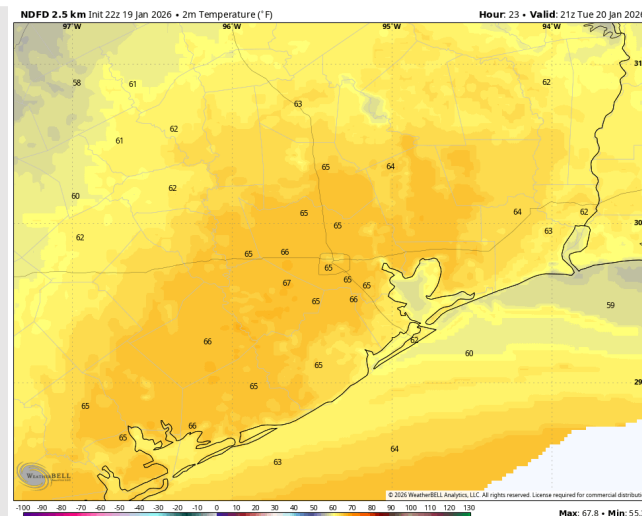 NDFD 2.5 km Init 22z 19 Jan 2026 • 2m Temperature (°F)
Hour: 23 • Valid: 21z Tue 20 Jan 2026
97°W 96°W 95°W 94°W
31
58 61 62
63
62
61
65 64
62
60
65 64 62
65 63
62
65 66
65
67 65 65
59
65 66
66 62
60
65
65
65
66
65
64
63
30
29
WeatherBELL
© 2026 WeatherBELL Analytics, LLC. All rights reserved. License required for commercial distributi
-100 -90 -80 -70 -60 -50 -40 -30 -20 -10 0 10 20 30 40 50 60 70 80 90 100 110 120 130
Max: 67.8 • Min: 5